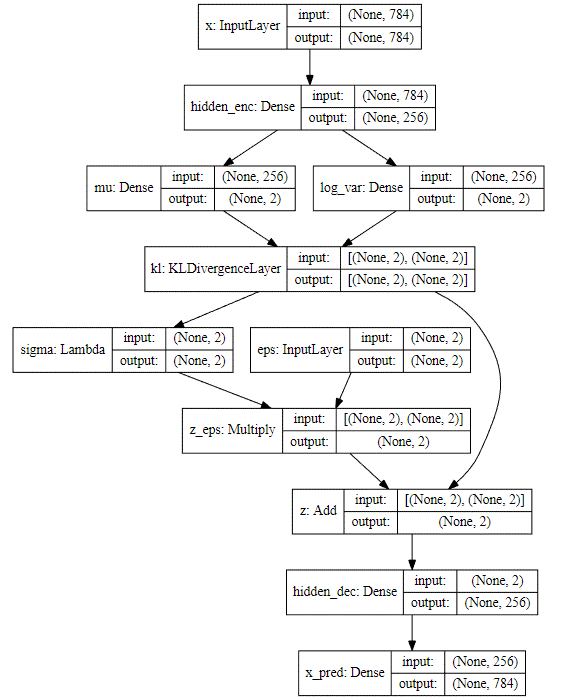 x: InputLayer
input: (None, 784)
output: (None, 784)
hidden_enc: Dense
input: (None, 784)
output: (None, 256)
mu: Dense
input: (None, 256)
output: (None, 2)
log_var: Dense
input: (None, 256)
output: (None, 2)
kl: KLDivergenceLayer
input: [(None, 2), (None, 2)]
output: [(None, 2), (None, 2)]
sigma: Lambda
input: (None, 2)
output: (None, 2)
eps: InputLayer
input: (None, 2)
output: (None, 2)
z_eps: Multiply
input: [(None, 2), (None, 2)]
output: (None, 2)
z: Add
input: [(None, 2), (None, 2)]
output: (None, 2)
hidden_dec: Dense
input: (None, 2)
output: (None, 256)
x_pred: Dense
input: (None, 256)
output: (None, 784)